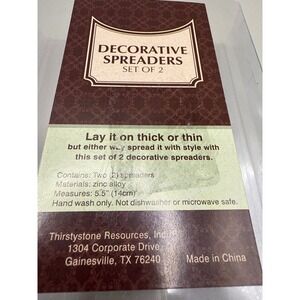 DECORATIVE
SPREADERS
SET OF 2
Lay it on thick or thin
but either way spread it with style with
this set of 2 decorative spreaders.
Contains: Two (2) spreaders
Materials: zinc alloy
Measures: 5.5" (14cm)
Hand wash only. Not dishwasher or microwave safe.
Thirstystone Resources, Inc.
1304 Corporate Drive
Gainesville, TX 76240 Made in China